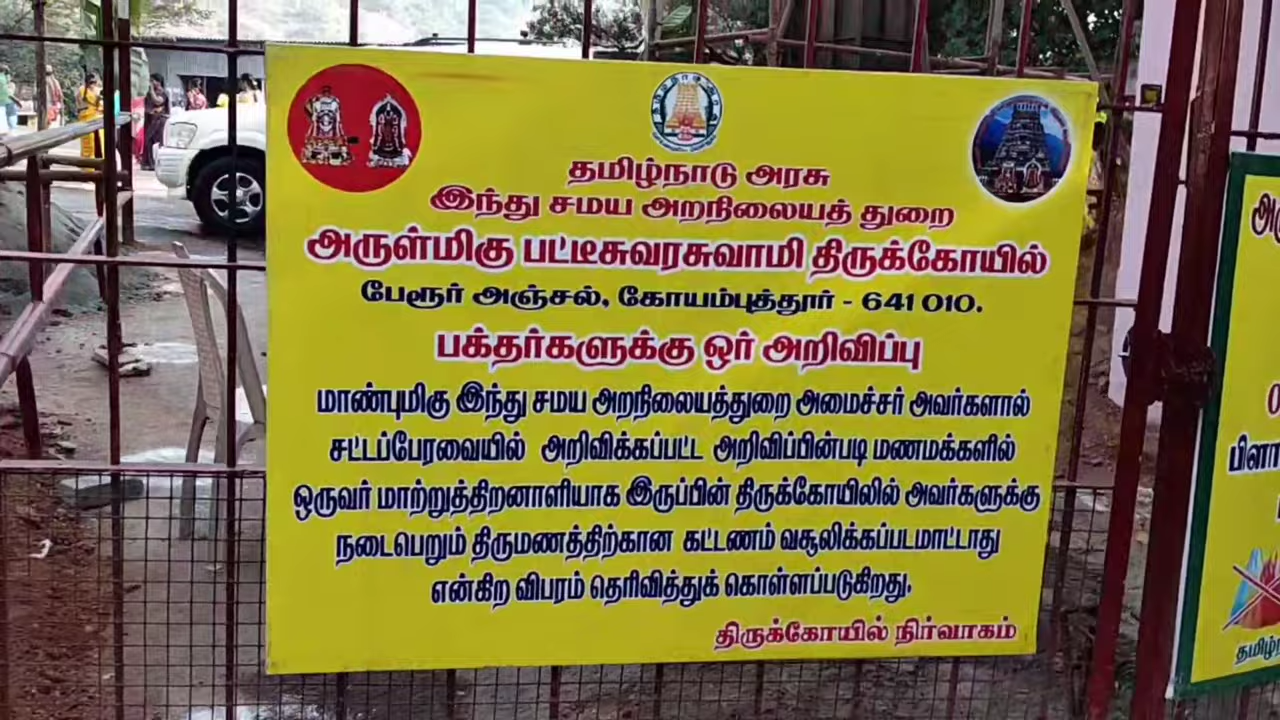 தமிழ்நாடு அரசு
இந்து சமய அறநிலையத் துறை
அருள்மிகு பட்டீசுவரசுவாமி திருக்கோயில்
பேரூர் அஞ்சல், கோயம்புத்தூர் - 641 010.
பக்தர்களுக்கு ஓர் அறிவிப்பு
மாண்புமிகு இந்து சமய அறநிலையத்துறை அமைச்சர் அவர்களால்
சட்டப்பேரவையில் அறிவிக்கப்பட்ட அறிவிப்பின்படி மணமக்களில்
ஒருவர் மாற்றுத்திறனாளியாக இருப்பின் திருக்கோயிலில் அவர்களுக்கு
நடைபெறும் திருமணத்திற்கான கட்டணம் வசூலிக்கப்படமாட்டாது
என்கிற விபரம் தெரிவித்துக் கொள்ளப்படுகிறது.
திருக்கோயில் நிர்வாகம்